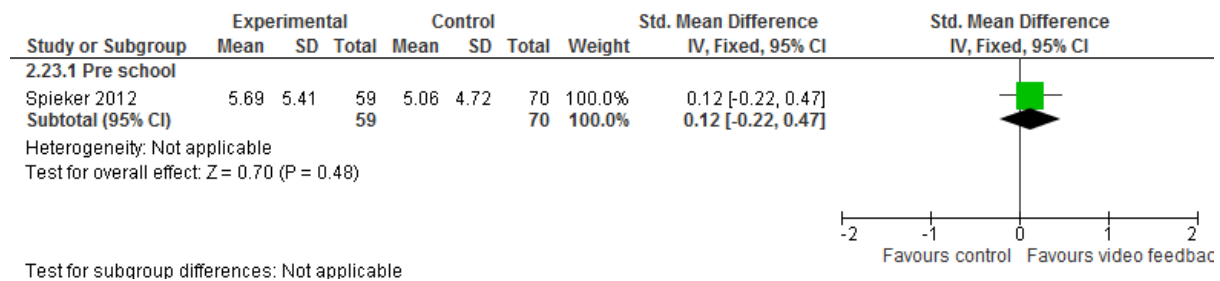 Experimental Control Std. Mean Difference Std. Mean Difference
Study or Subgroup Mean SD Total Mean SD Total Weight IV, Fixed, 95% CI IV, Fixed, 95% CI
2.23.1 Pre school
Spieker 2012 5.69 5.41 59 5.06 4.72 70 100.0% 0.12 [-0.22, 0.47]
Subtotal (95% CI) 59 70 100.0% 0.12 [-0.22, 0.47]
Heterogeneity: Not applicable
Test for overall effect: Z = 0.70 (P = 0.48)
-2 -1 0 1 2
Favours control Favours video feedbac
Test for subgroup differences: Not applicable